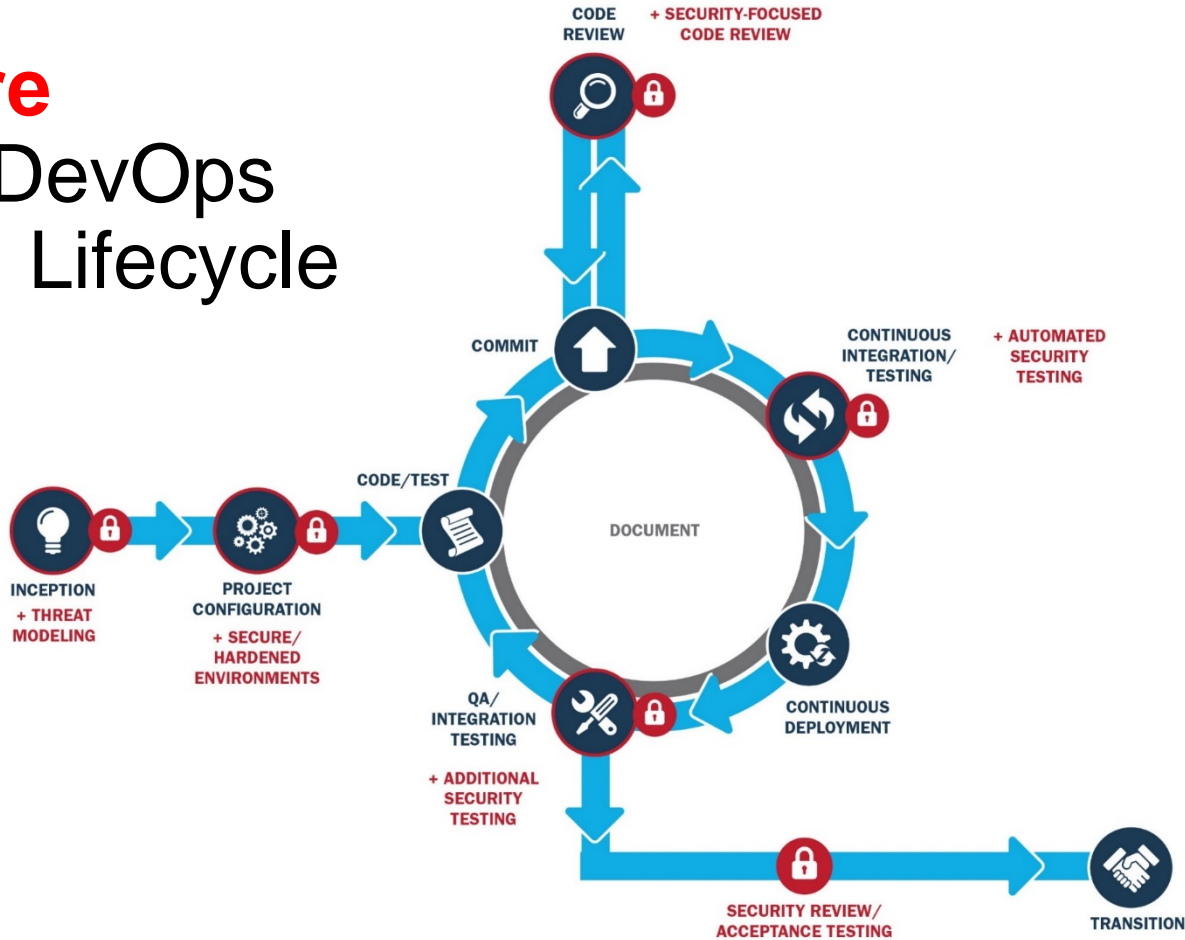 re
DevOps
Lifecycle
CODE
REVIEW
+ SECURITY-FOCUSED
CODE REVIEW
COMMIT
CONTINUOUS
INTEGRATION/
TESTING
+ AUTOMATED
SECURITY
TESTING
CODE/TEST
DOCUMENT
INCEPTION
+ THREAT
MODELING
PROJECT
CONFIGURATION
+ SECURE/
HARDENED
ENVIRONMENTS
QA/
INTEGRATION
TESTING
+ ADDITIONAL
SECURITY
TESTING
CONTINUOUS
DEPLOYMENT
SECURITY REVIEW/
ACCEPTANCE TESTING
TRANSITION